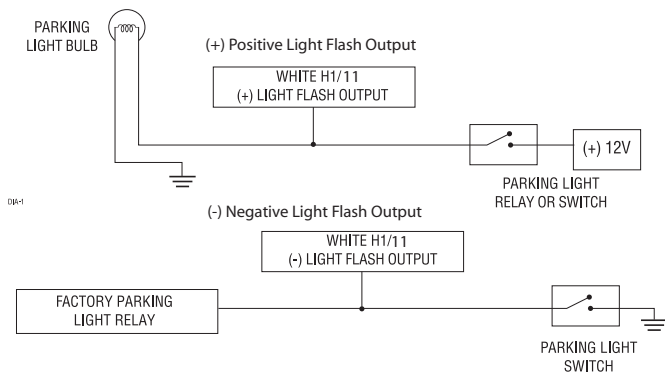 PARKING
LIGHT BULB
(+) Positive Light Flash Output
WHITE H1/11
(+) LIGHT FLASH OUTPUT
(+) 12V
PARKING LIGHT
RELAY OR SWITCH
DIA-1
(-) Negative Light Flash Output
WHITE H1/11
(-) LIGHT FLASH OUTPUT
FACTORY PARKING
LIGHT RELAY
PARKING LIGHT
SWITCH